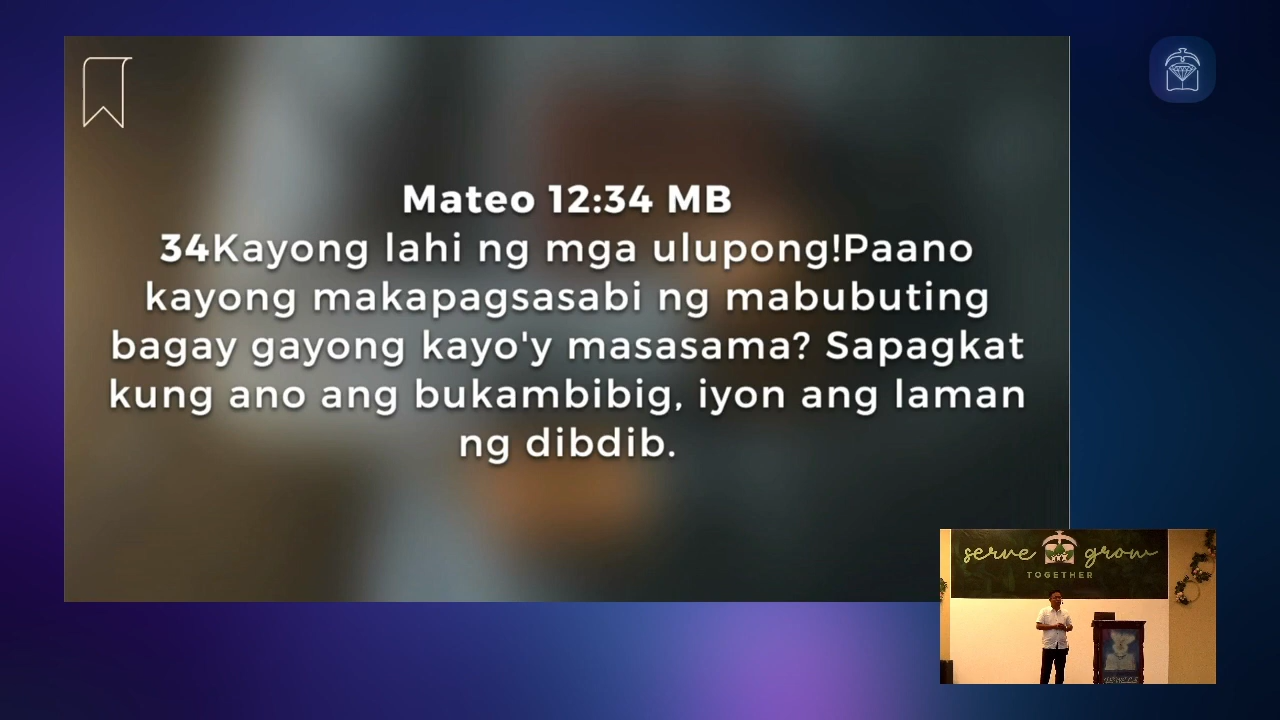 Mateo 12:34 MB
34Kayong lahi ng mga ulupong!Paano
kayong makapagsasabi ng mabubuting
bagay gayong kayo'y masasama? Sapagkat
kung ano ang bukambibig, iyon ang laman
ng dibdib.
serve grow
TOGETHER